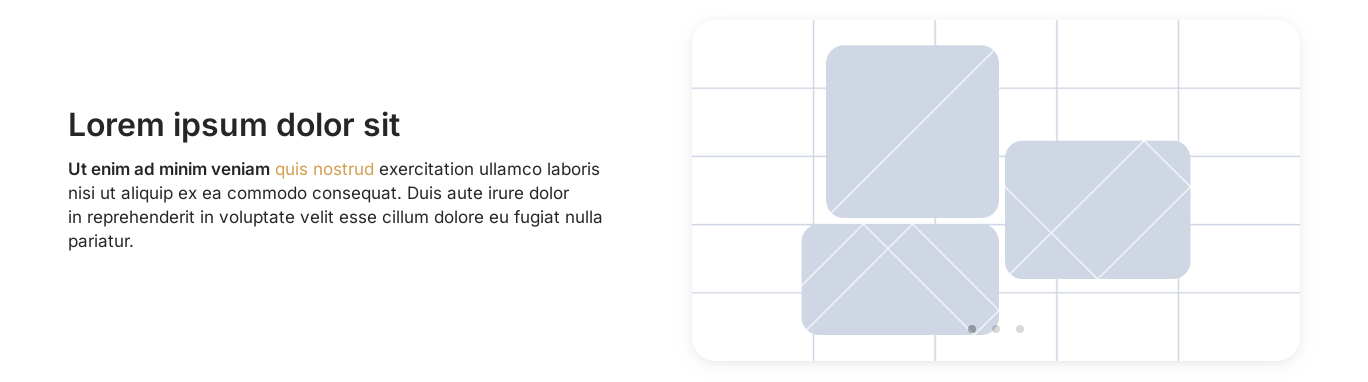 Lorem ipsum dolor sit
Ut enim ad minim veniam quis nostrud exercitation ullamco laboris
nisi ut aliquip ex ea commodo consequat. Duis aute irure dolor
in reprehenderit in voluptate velit esse cillum dolore eu fugiat nulla
pariatur.